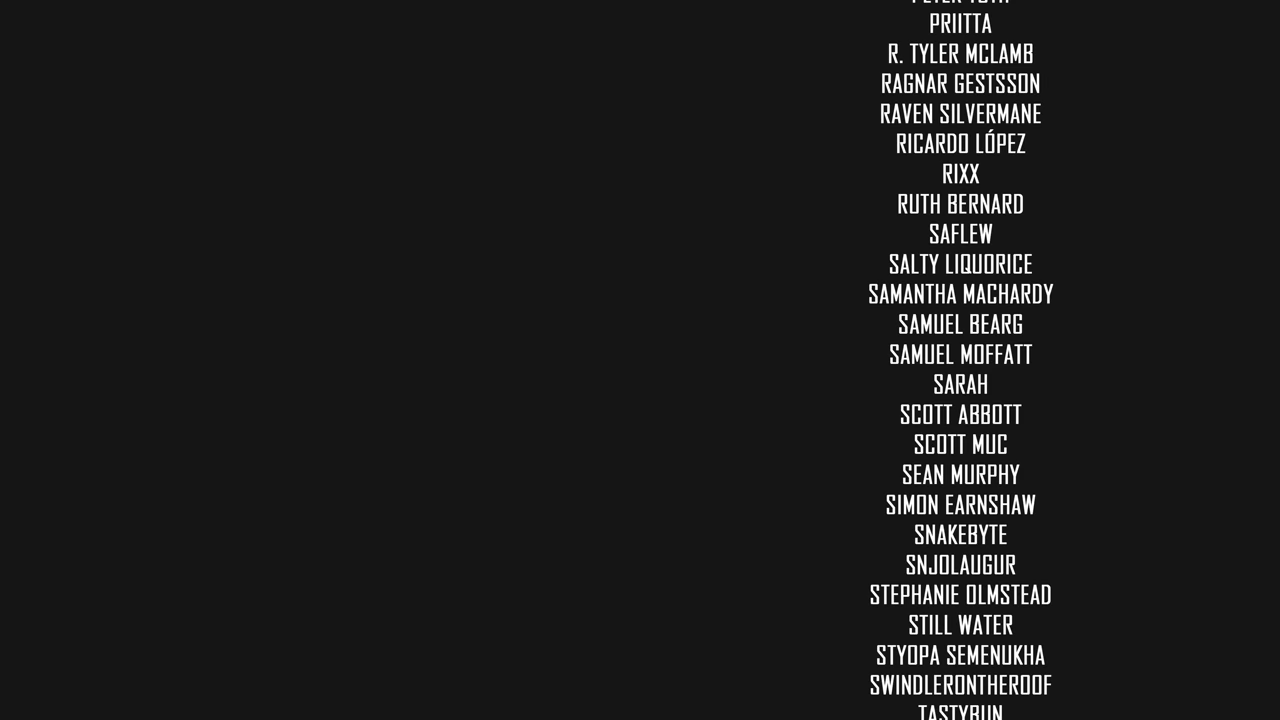 PRIITTA
R. TYLER MCLAMB
RAGNAR GESTSSON
RAVEN SILVERMANE
RICARDO LÓPEZ
RIXX
RUTH BERNARD
SAFLEW
SALTY LIQUORICE
SAMANTHA MACHARDY
SAMUEL BEARG
SAMUEL MOFFATT
SARAH
SCOTT ABBOTT
SCOTT MUC
SEAN MURPHY
SIMON EARNSHAW
SNAKEBYTE
SNJOLAUGUR
STEPHANIE OLMSTEAD
STILL WATER
STYOPA SEMENUKHA
SWINDLERONTHEROOF
TASTYBUN